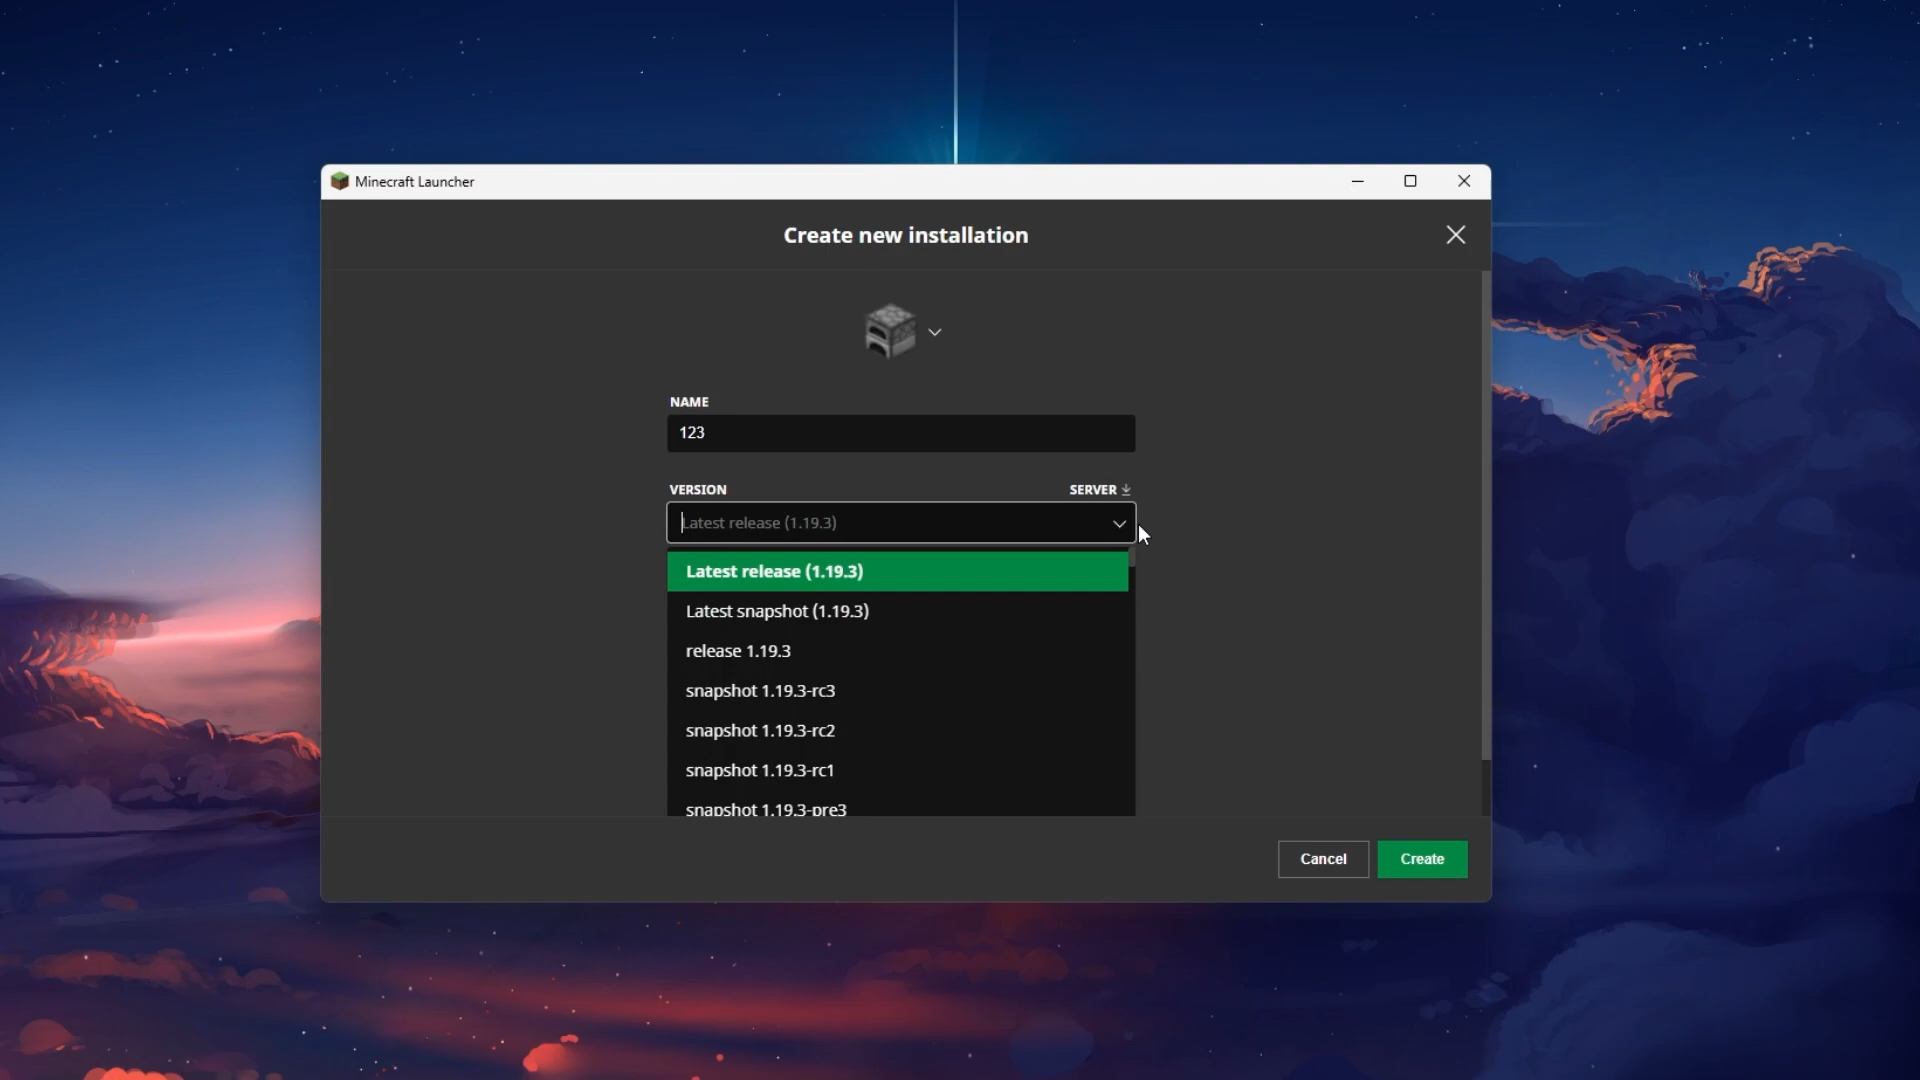 Minecraft Launcher
Create new installation
NAME
123
VERSION
SERVER
Latest release (1.19.3)
Latest release (1.19.3)
Latest snapshot (1.19.3)
release 1.19.3
snapshot 1.19.3-rc3
snapshot 1.19.3-rc2
snapshot 1.19.3-rc1
snapshot 1.19.3-pre3
Cancel
Create